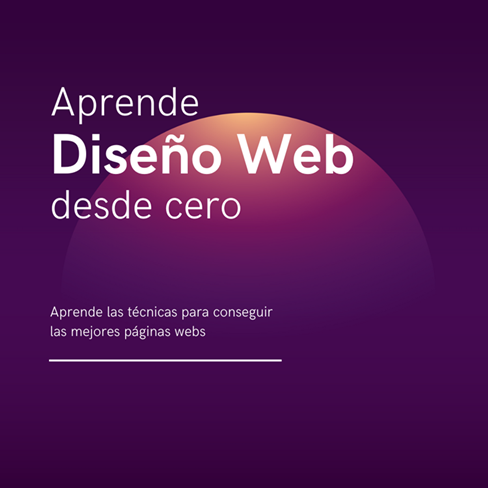 Aprende
Diseño Web
desde cero
Aprende las técnicas para conseguir
las mejores páginas webs